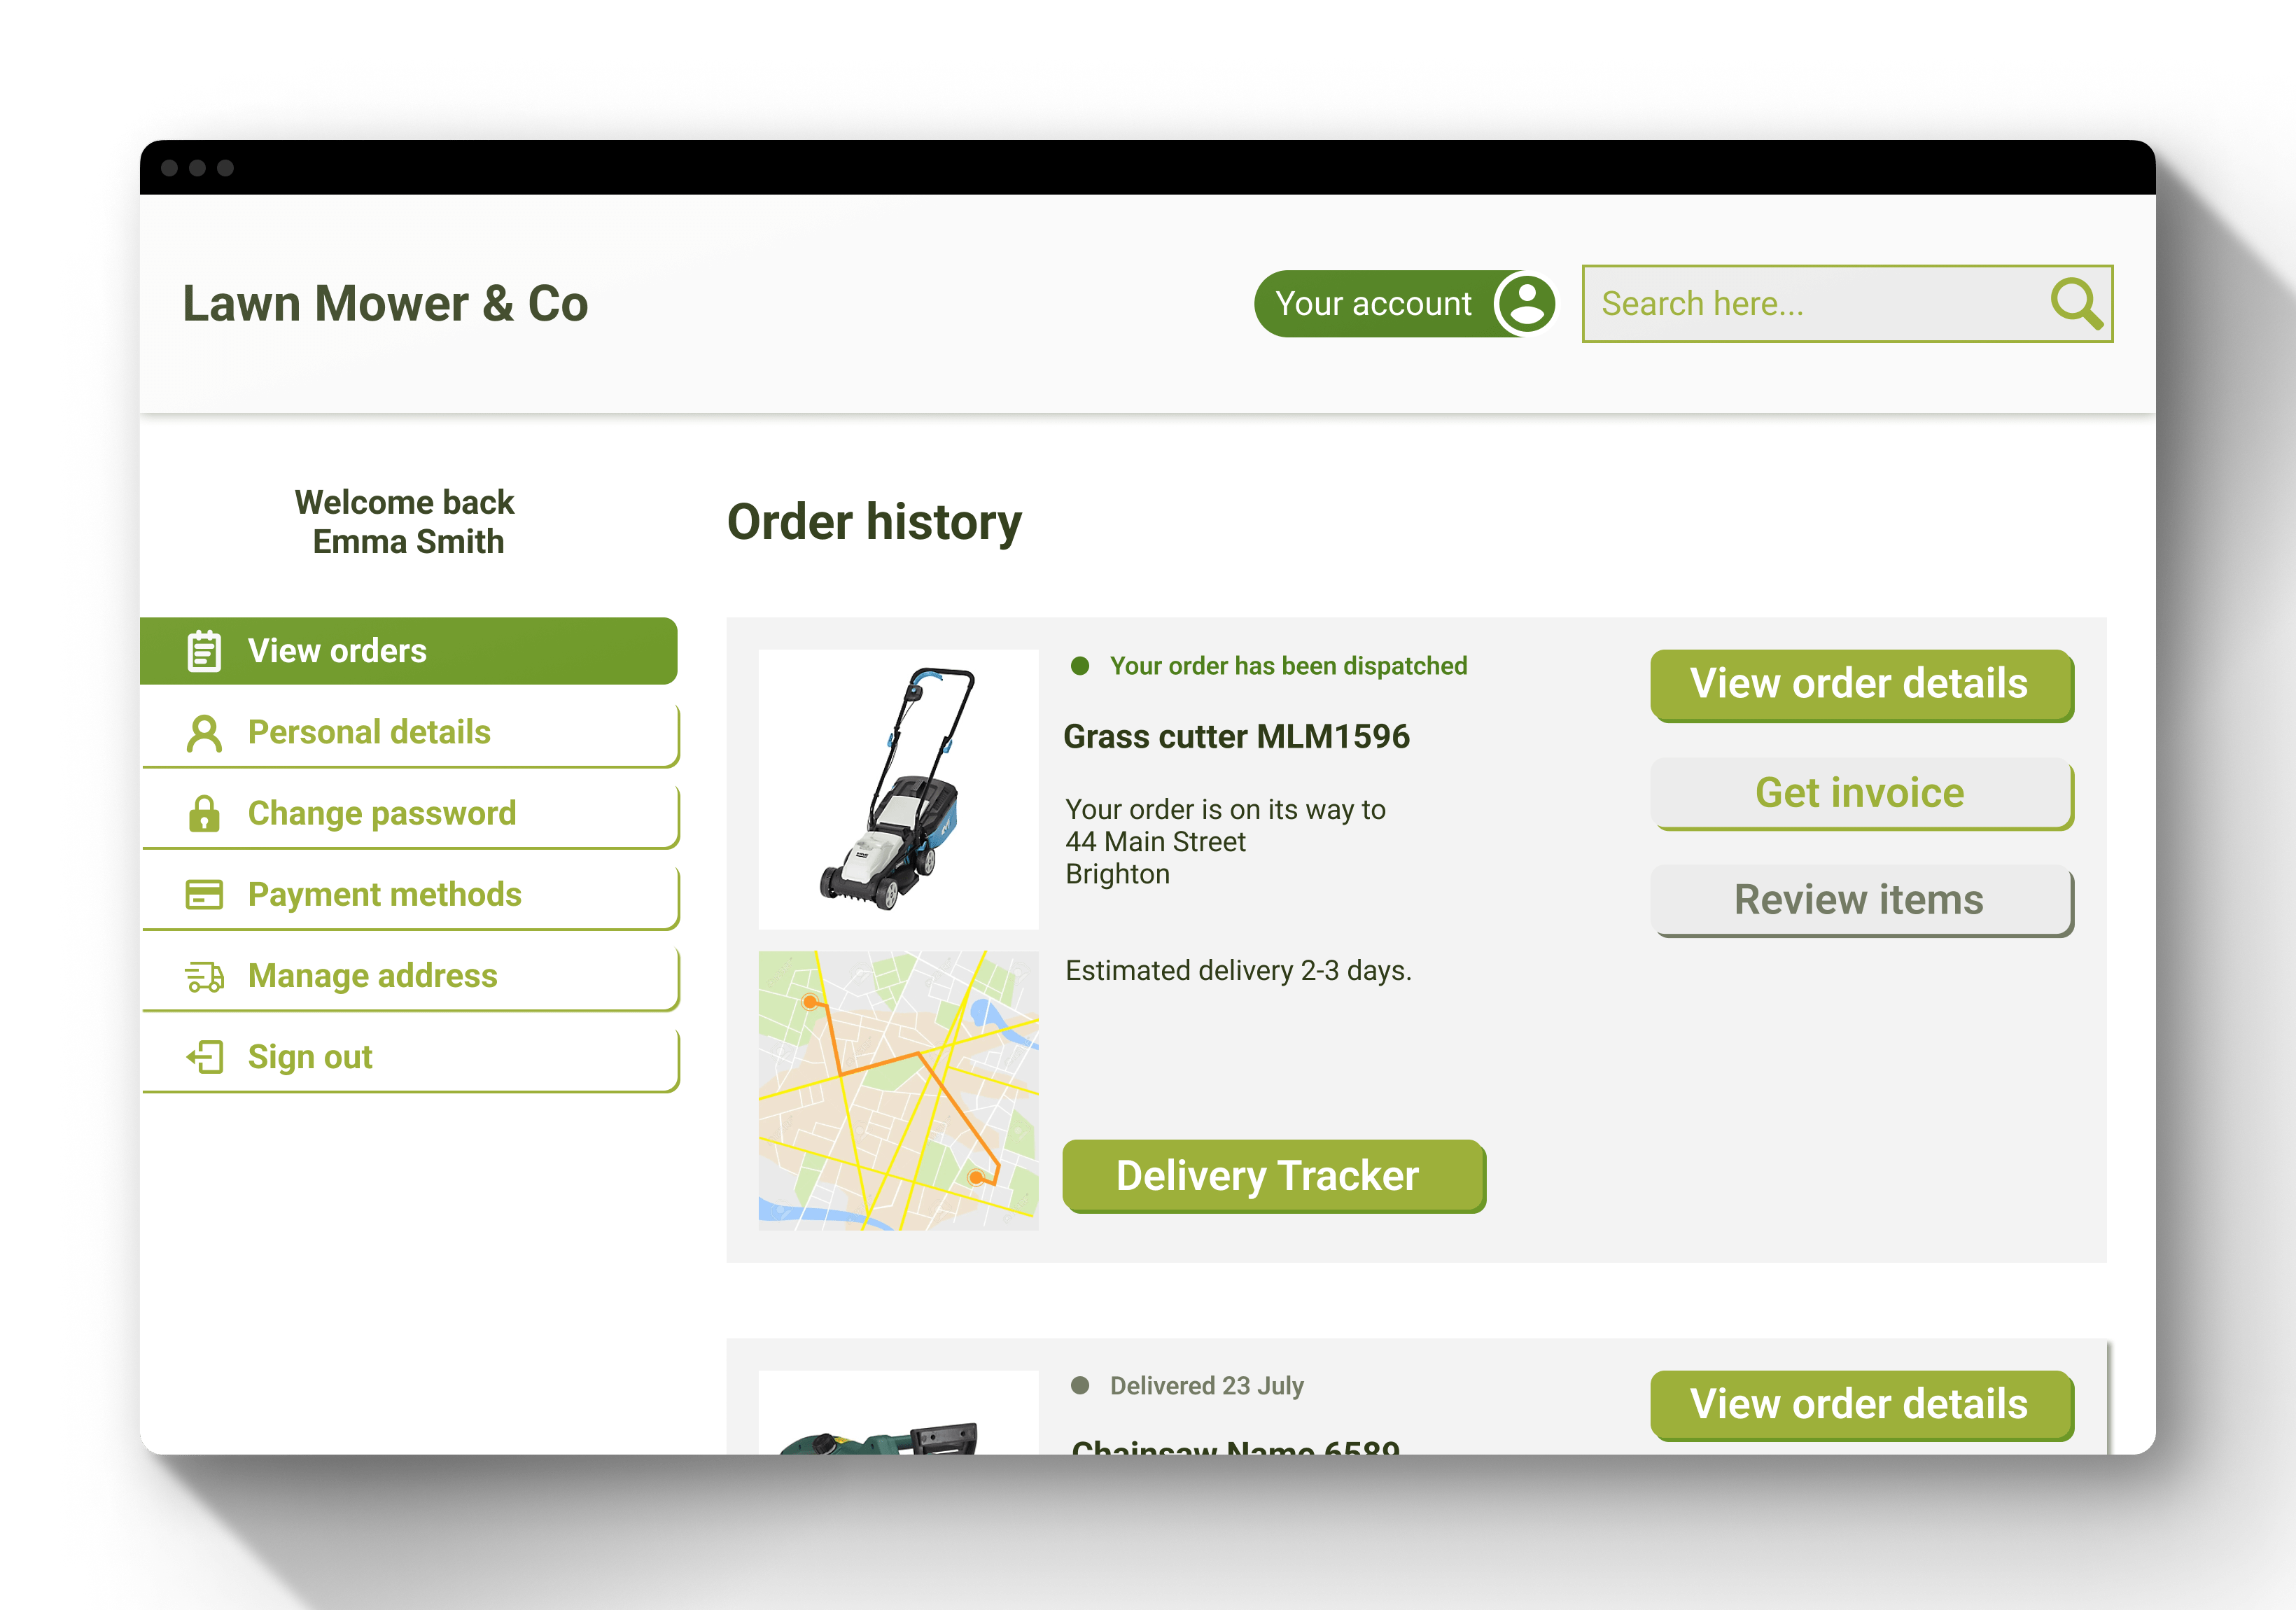 Lawn Mower & Co
Your account
Search here...
Welcome back
Emma Smith
View orders
Personal details
Change password
Payment methods
Manage address
Sign out
Order history
Your order has been dispatched
Grass cutter MLM1596
Your order is on its way to
44 Main Street
Brighton
Estimated delivery 2-3 days.
Delivery Tracker
View order details
Get invoice
Review items
Delivered 23 July
Chainsaw Name 6589
View order details